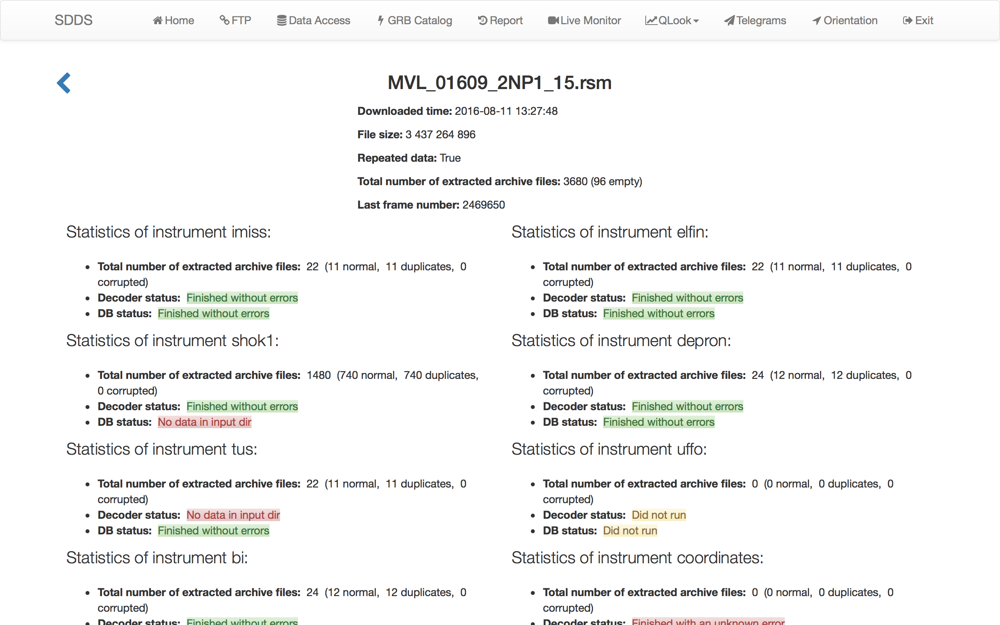 SDDS Home FTP Data Access GRB Catalog Report Live Monitor QLook Telegrams Orientation Exit
MVL_01609_2NP1_15.rsm
Downloaded time: 2016-08-11 13:27:48
File size: 3 437 264 896
Repeated data: True
Total number of extracted archive files: 3680 (96 empty)
Last frame number: 2469650
Statistics of instrument imiss:
Total number of extracted archive files: 22 (11 normal, 11 duplicates, 0
corrupted)
Decoder status: Finished without errors
DB status: Finished without errors
Statistics of instrument elfin:
Total number of extracted archive files: 22 (11 normal, 11 duplicates, 0
corrupted)
Decoder status: Finished without errors
DB status: Finished without errors
Statistics of instrument shok1:
Total number of extracted archive files: 1480 (740 normal, 740 duplicates,
0 corrupted)
Decoder status: Finished without errors
DB status: No data in input dir
Statistics of instrument depron:
Total number of extracted archive files: 24 (12 normal, 12 duplicates, 0
corrupted)
Decoder status: Finished without errors
DB status: Finished without errors
Statistics of instrument tus:
Total number of extracted archive files: 22 (11 normal, 11 duplicates, 0
corrupted)
Decoder status: No data in input dir
DB status: Finished without errors
Statistics of instrument uffo:
Total number of extracted archive files: 0 (0 normal, 0 duplicates, 0
corrupted)
Decoder status: Did not run
DB status: Did not run
Statistics of instrument bi:
Total number of extracted archive files: 24 (12 normal, 12 duplicates, 0
corrupted)
Decoder status: Finished without errors
Statistics of instrument coordinates:
Total number of extracted archive files: 0 (0 normal, 0 duplicates, 0
corrupted)
Decoder status: Finished with an unknown error